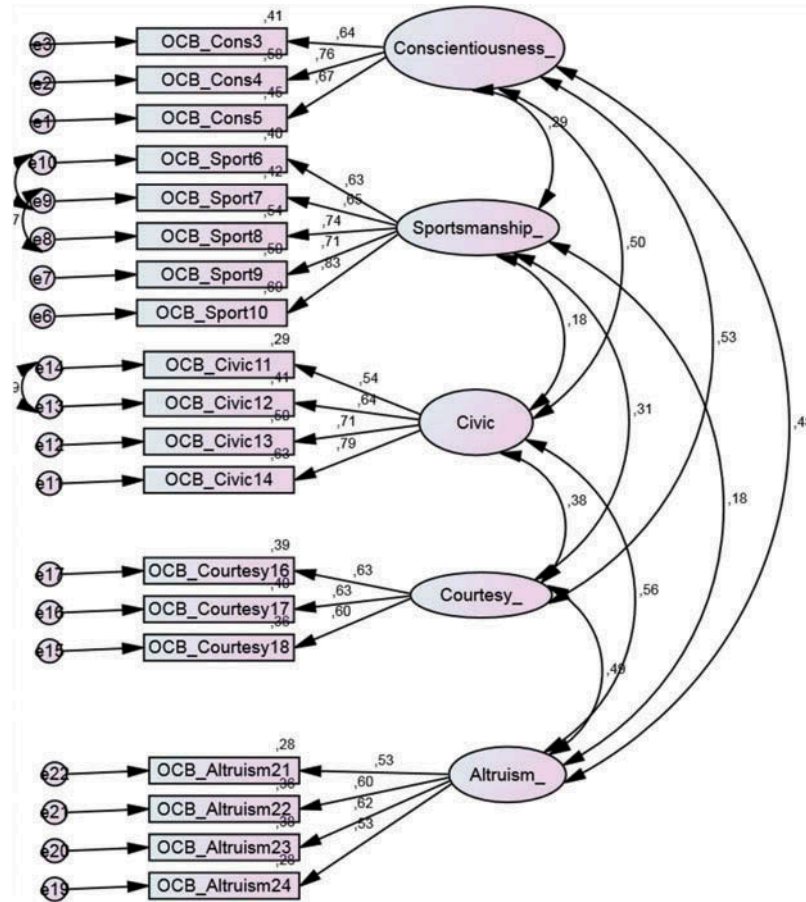 ,41
e3
OCB_Cons3
,64
Conscientiousness_
,58
e2
OCB_Cons4
,76
,45
e1
OCB_Cons5
,67
,29
,40
e10
OCB_Sport6
,63
,42
e9
OCB_Sport7
,65
,54
e8
OCB_Sport8
,74
Sportsmanship_
7
,50
e7
OCB_Sport9
,71
,50
,69
e6
OCB_Sport10
,83
,18
,53
,29
e14
OCB_Civic11
,54
,41
e13
OCB_Civic12
,64
,50
e12
OCB_Civic13
,71
Civic
,31
,63
e11
OCB_Civic14
,79
,38
,18
,39
e17
OCB_Courtesy16
,63
,40
e16
OCB_Courtesy17
,63
Courtesy_
,56
,36
e15
OCB_Courtesy18
,60
,49
,28
e22
OCB_Altruism21
,53
Altruism_
,36
e21
OCB_Altruism22
,60
,38
e20
OCB_Altruism23
,62
,28
e19
OCB_Altruism24
,53